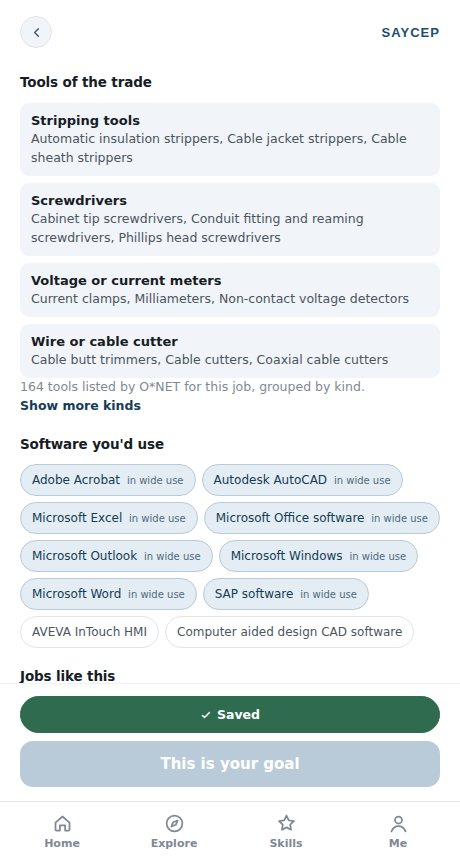 SAYCEP
Tools of the trade
Stripping tools
Automatic insulation strippers, Cable jacket strippers, Cable
sheath strippers
Screwdrivers
Cabinet tip screwdrivers, Conduit fitting and reaming
screwdrivers, Phillips head screwdrivers
Voltage or current meters
Current clamps, Milliameters, Non-contact voltage detectors
Wire or cable cutter
Cable butt trimmers, Cable cutters, Coaxial cable cutters
164 tools listed by O*NET for this job, grouped by kind.
Show more kinds
Software you'd use
Adobe Acrobat in wide use
Autodesk AutoCAD in wide use
Microsoft Excel in wide use
Microsoft Office software in wide use
Microsoft Outlook in wide use
Microsoft Windows in wide use
Microsoft Word in wide use
SAP software in wide use
AVEVA InTouch HMI
Computer aided design CAD software
Jobs like this
Saved
This is your goal
Home
Explore
Skills
Me